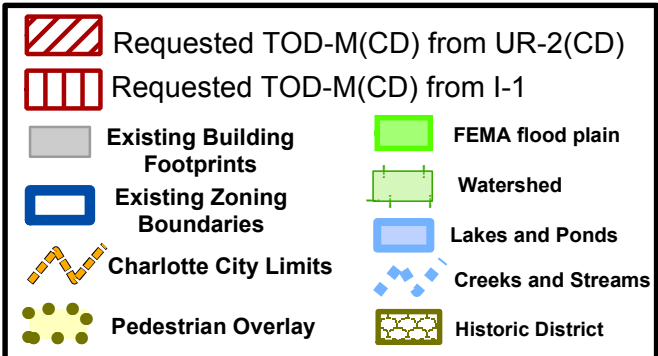 Requested TOD-M(CD) from UR-2(CD)
Requested TOD-M(CD) from I-1
Existing Building
Footprints
Existing Zoning
Boundaries
Charlotte City Limits
Pedestrian Overlay
FEMA flood plain
Watershed
Lakes and Ponds
Creeks and Streams
Historic District